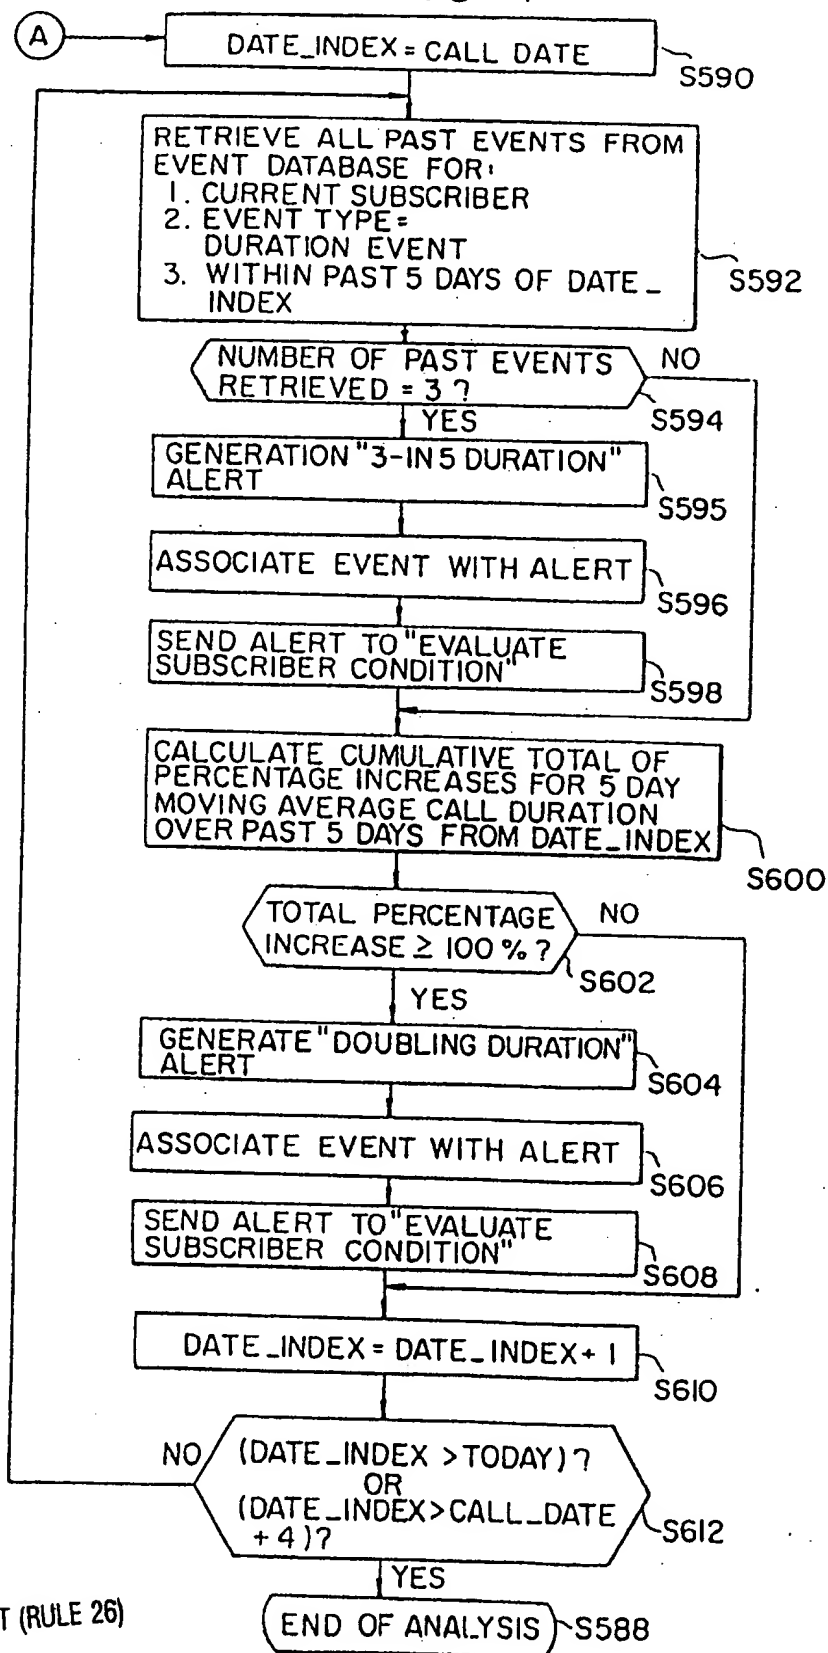 A
DATE_INDEX = CALL DATE
S590
RETRIEVE ALL PAST EVENTS FROM
EVENT DATABASE FOR:
1. CURRENT SUBSCRIBER
2. EVENT TYPE=
DURATION EVENT
3. WITHIN PAST 5 DAYS OF DATE_
INDEX
S592
NUMBER OF PAST EVENTS
RETRIEVED = 3 ?
NO
S594
YES
GENERATION "3-IN 5 DURATION"
ALERT
S595
ASSOCIATE EVENT WITH ALERT
S596
SEND ALERT TO "EVALUATE
SUBSCRIBER CONDITION"
S598
CALCULATE CUMULATIVE TOTAL OF
PERCENTAGE INCREASES FOR 5 DAY
MOVING AVERAGE CALL DURATION
OVER PAST 5 DAYS FROM DATE_INDEX
S600
TOTAL PERCENTAGE
INCREASE ≥ 100 % ?
NO
S602
YES
GENERATE "DOUBLING DURATION"
ALERT
S604
ASSOCIATE EVENT WITH ALERT
S606
SEND ALERT TO "EVALUATE
SUBSCRIBER CONDITION"
S608
DATE_INDEX = DATE_INDEX + 1
S610
NO
(DATE_INDEX > TODAY) ?
OR
(DATE_INDEX > CALL_DATE
+ 4) ?
S612
YES
END OF ANALYSIS
S588
T (RULE 26)